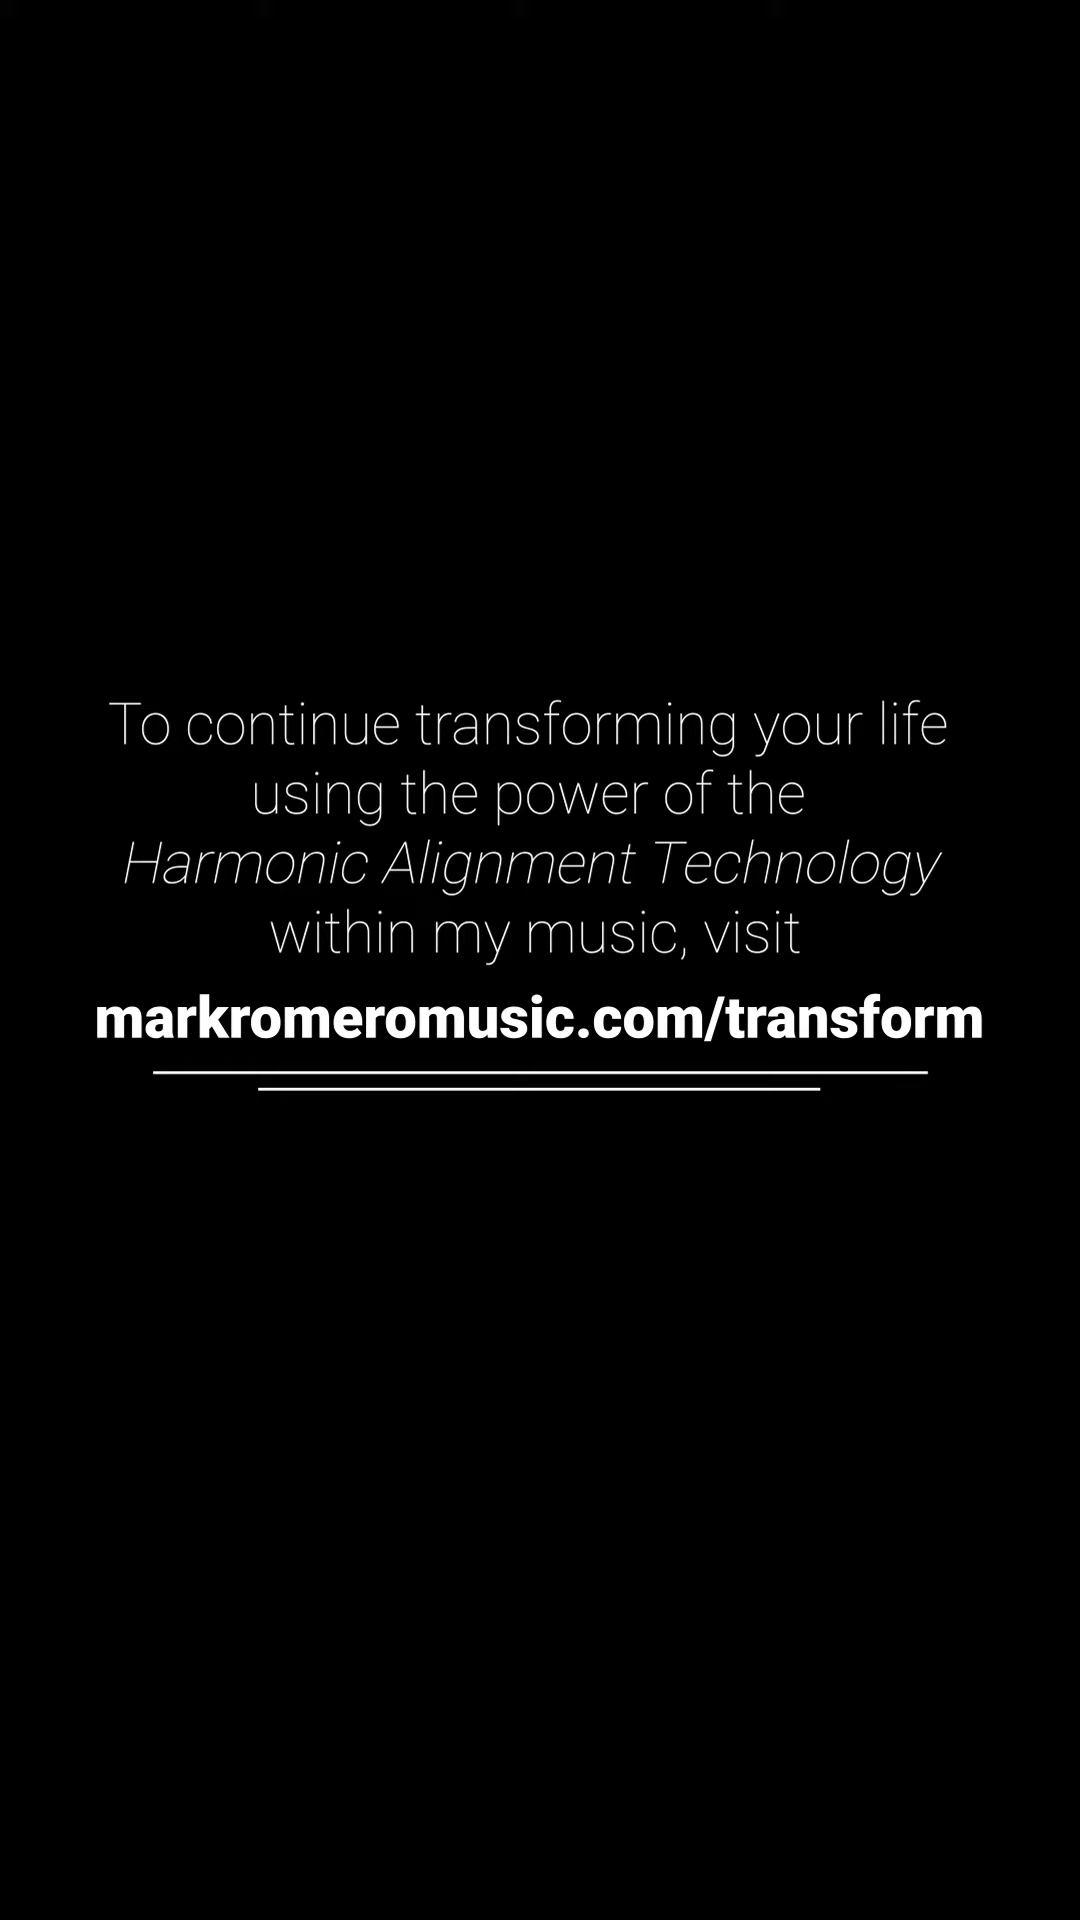 To continue transforming your life
using the power of the
Harmonic Alignment Technology
within my music, visit
markromeromusic.com/transform